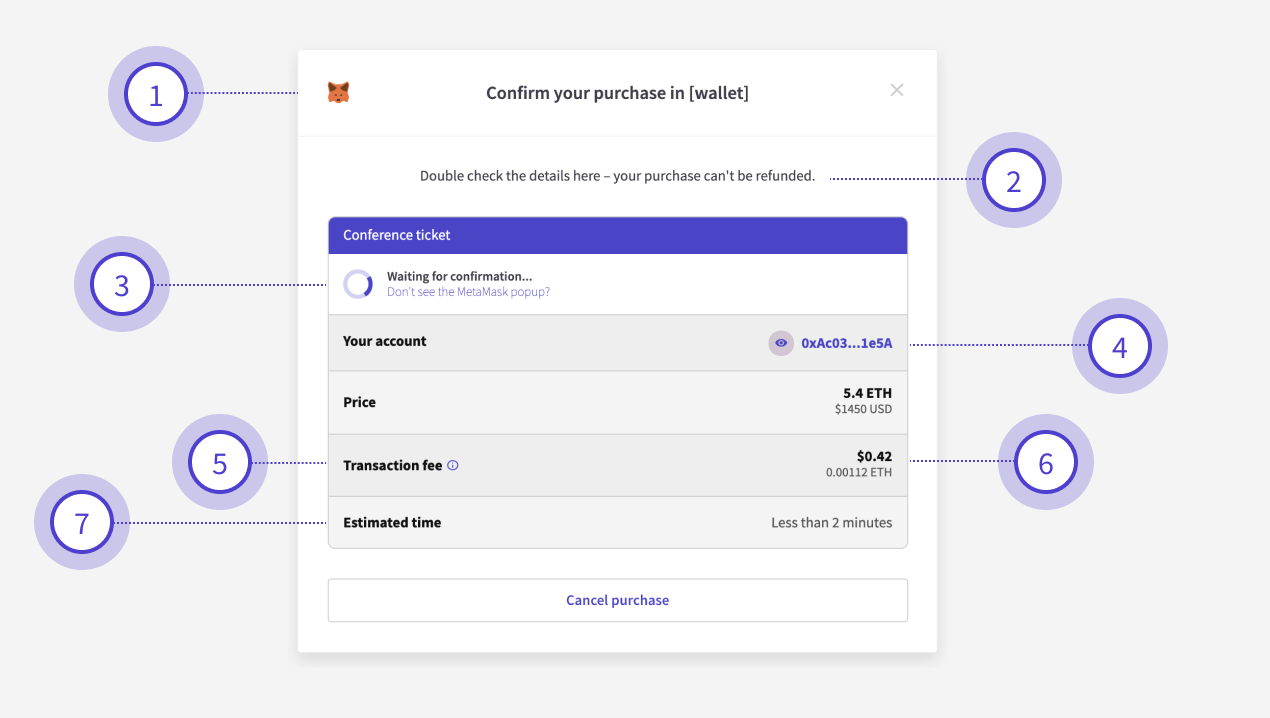 1
Confirm your purchase in [wallet]
Double check the details here – your purchase can't be refunded.
2
Conference ticket
3
Waiting for confirmation...
Don't see the MetaMask popup?
Your account
0xAc03...1e5A
4
Price
5.4 ETH
$1450 USD
5
Transaction fee
$0.42
0.00112 ETH
6
7
Estimated time
Less than 2 minutes
Cancel purchase